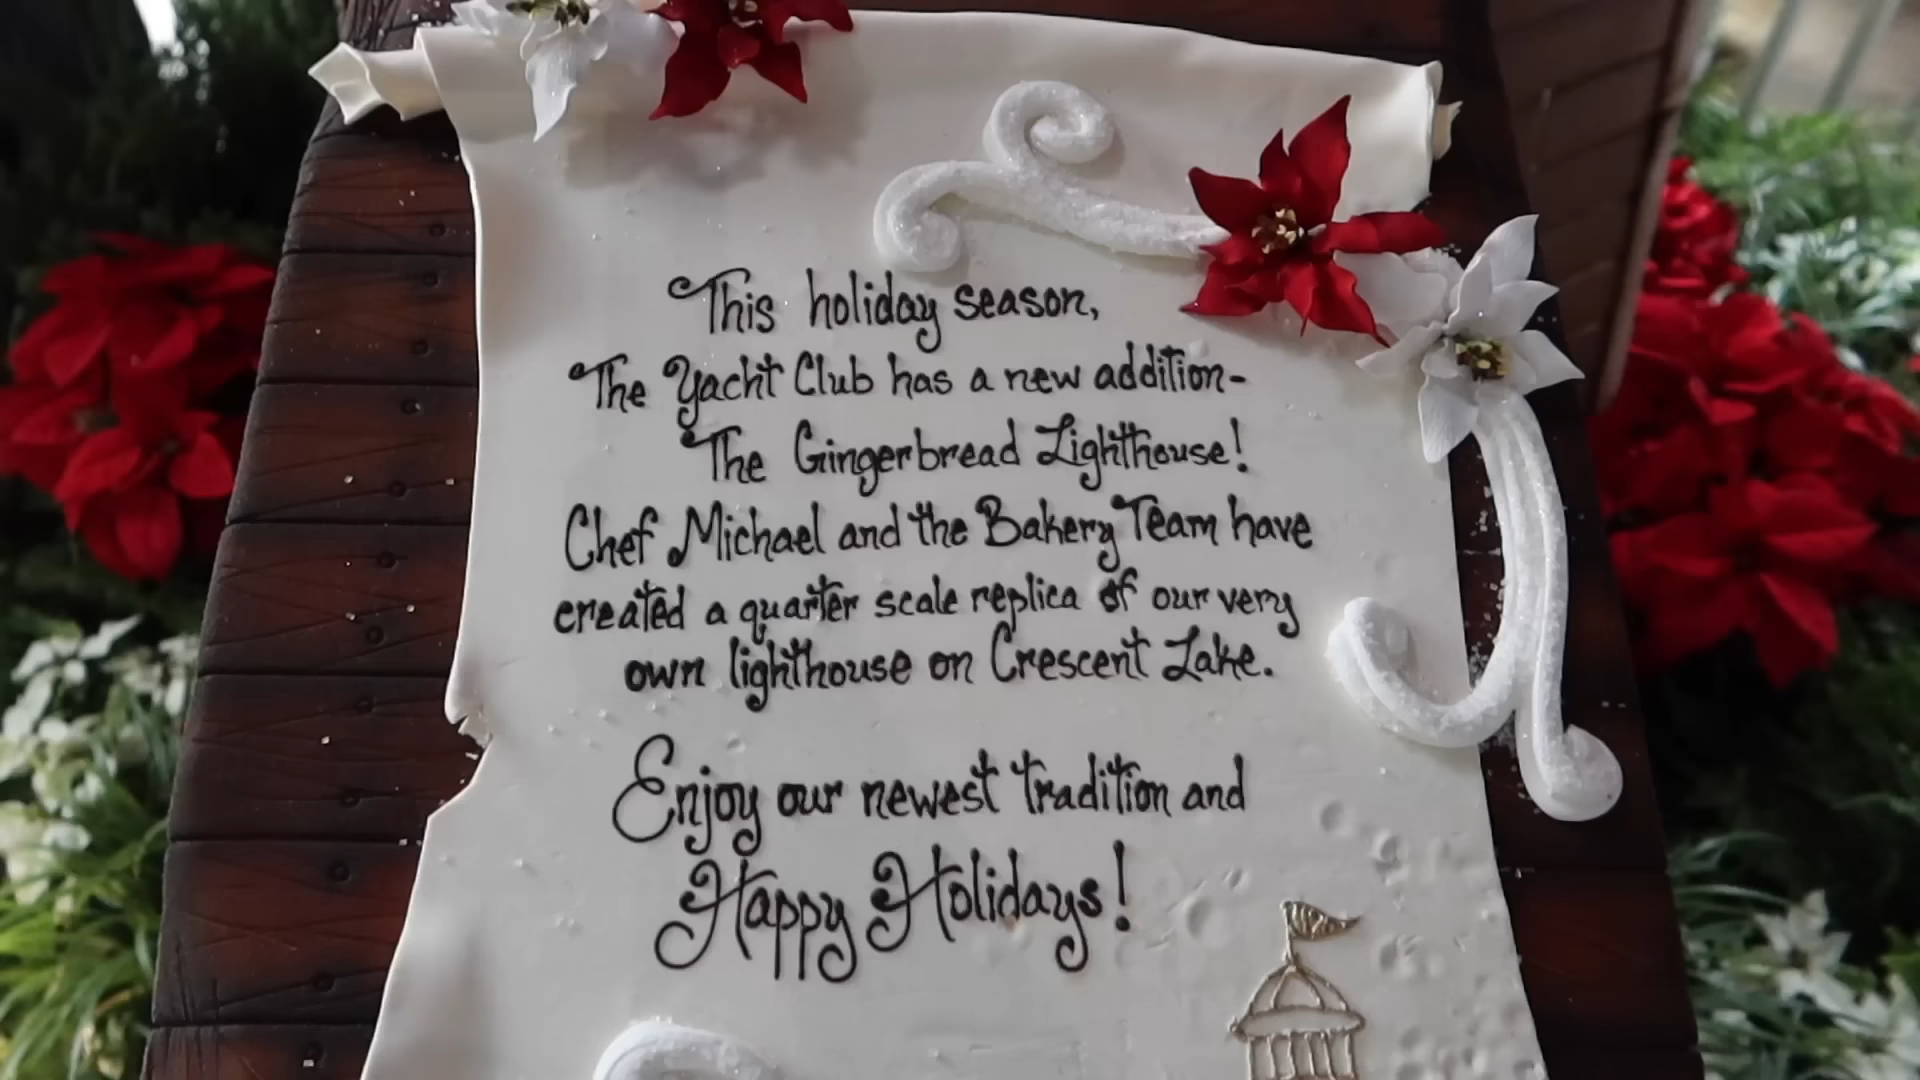 This holiday season,
The Yacht Club has a new addition-
The Gingerbread Lighthouse!
Chef Michael and the Bakery Team have
created a quarter scale replica of our very
own lighthouse on Crescent Lake.
Enjoy our newest tradition and
Happy Holidays!